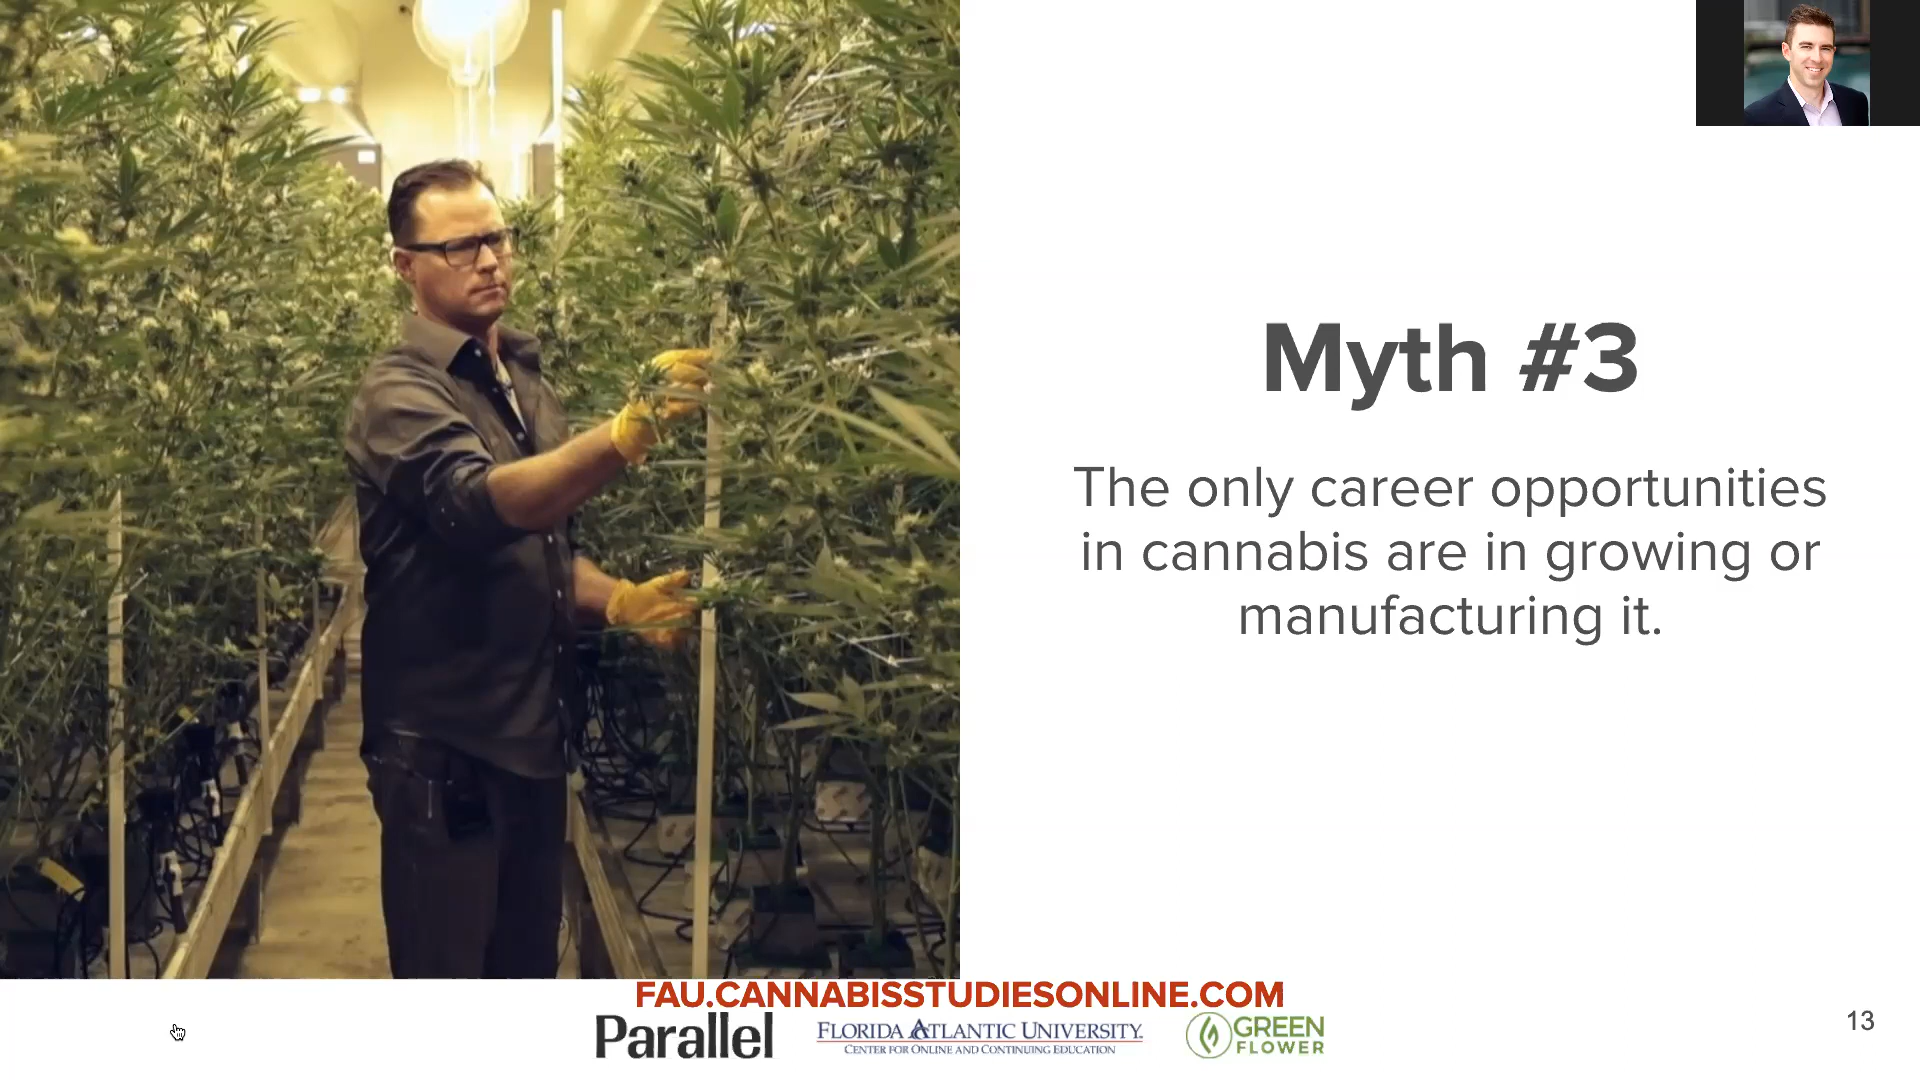 Myth #3
The only career opportunities
in cannabis are in growing or
manufacturing it.
FAU.CANNABISSTUDIESONLINE.COM
Parallel
FLORIDA ATLANTIC UNIVERSITY.
CENTER FOR ONLINE AND CONTINUING EDUCATION
GREEN
FLOWER
13